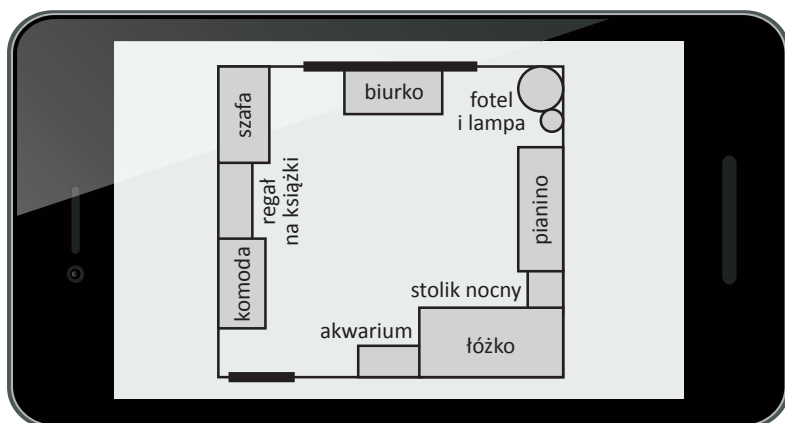 biurko
fotel
i lampa
szafa
regał
na książki
pianino
komoda
stolik nocny
akwarium
łóżko